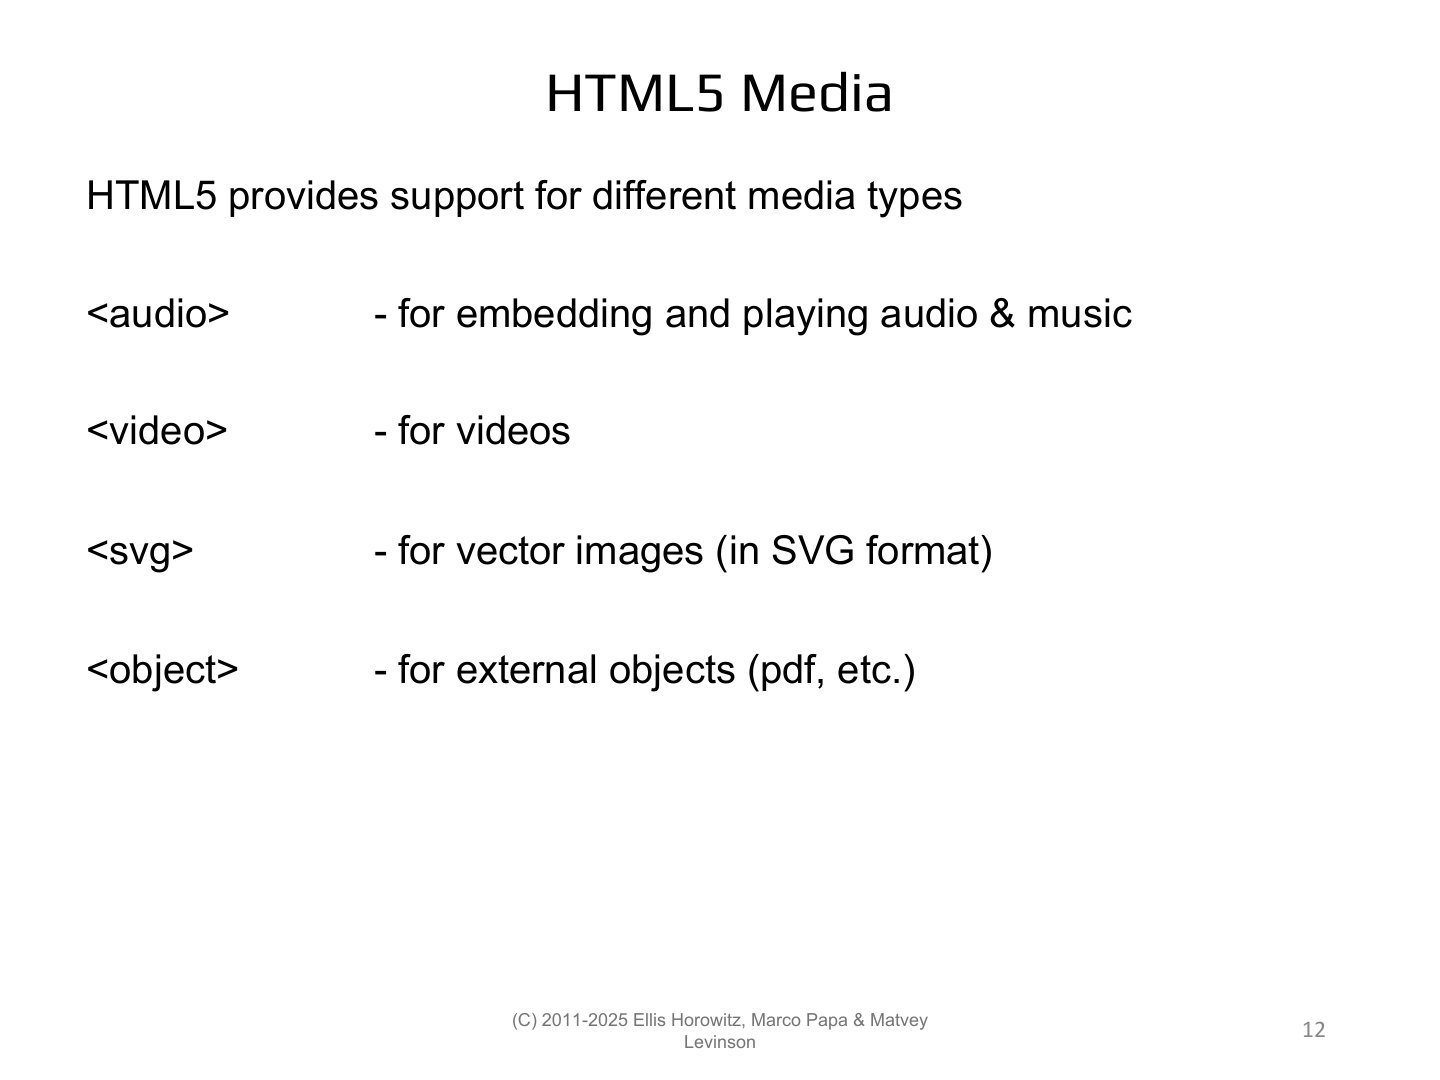 HTML5 Media
HTML5 provides support for different media types
<audio> - for embedding and playing audio & music
<video> - for videos
<svg> - for vector images (in SVG format)
<object> - for external objects (pdf, etc.)
(C) 2011-2025 Ellis Horowitz, Marco Papa & Matvey
Levinson
12